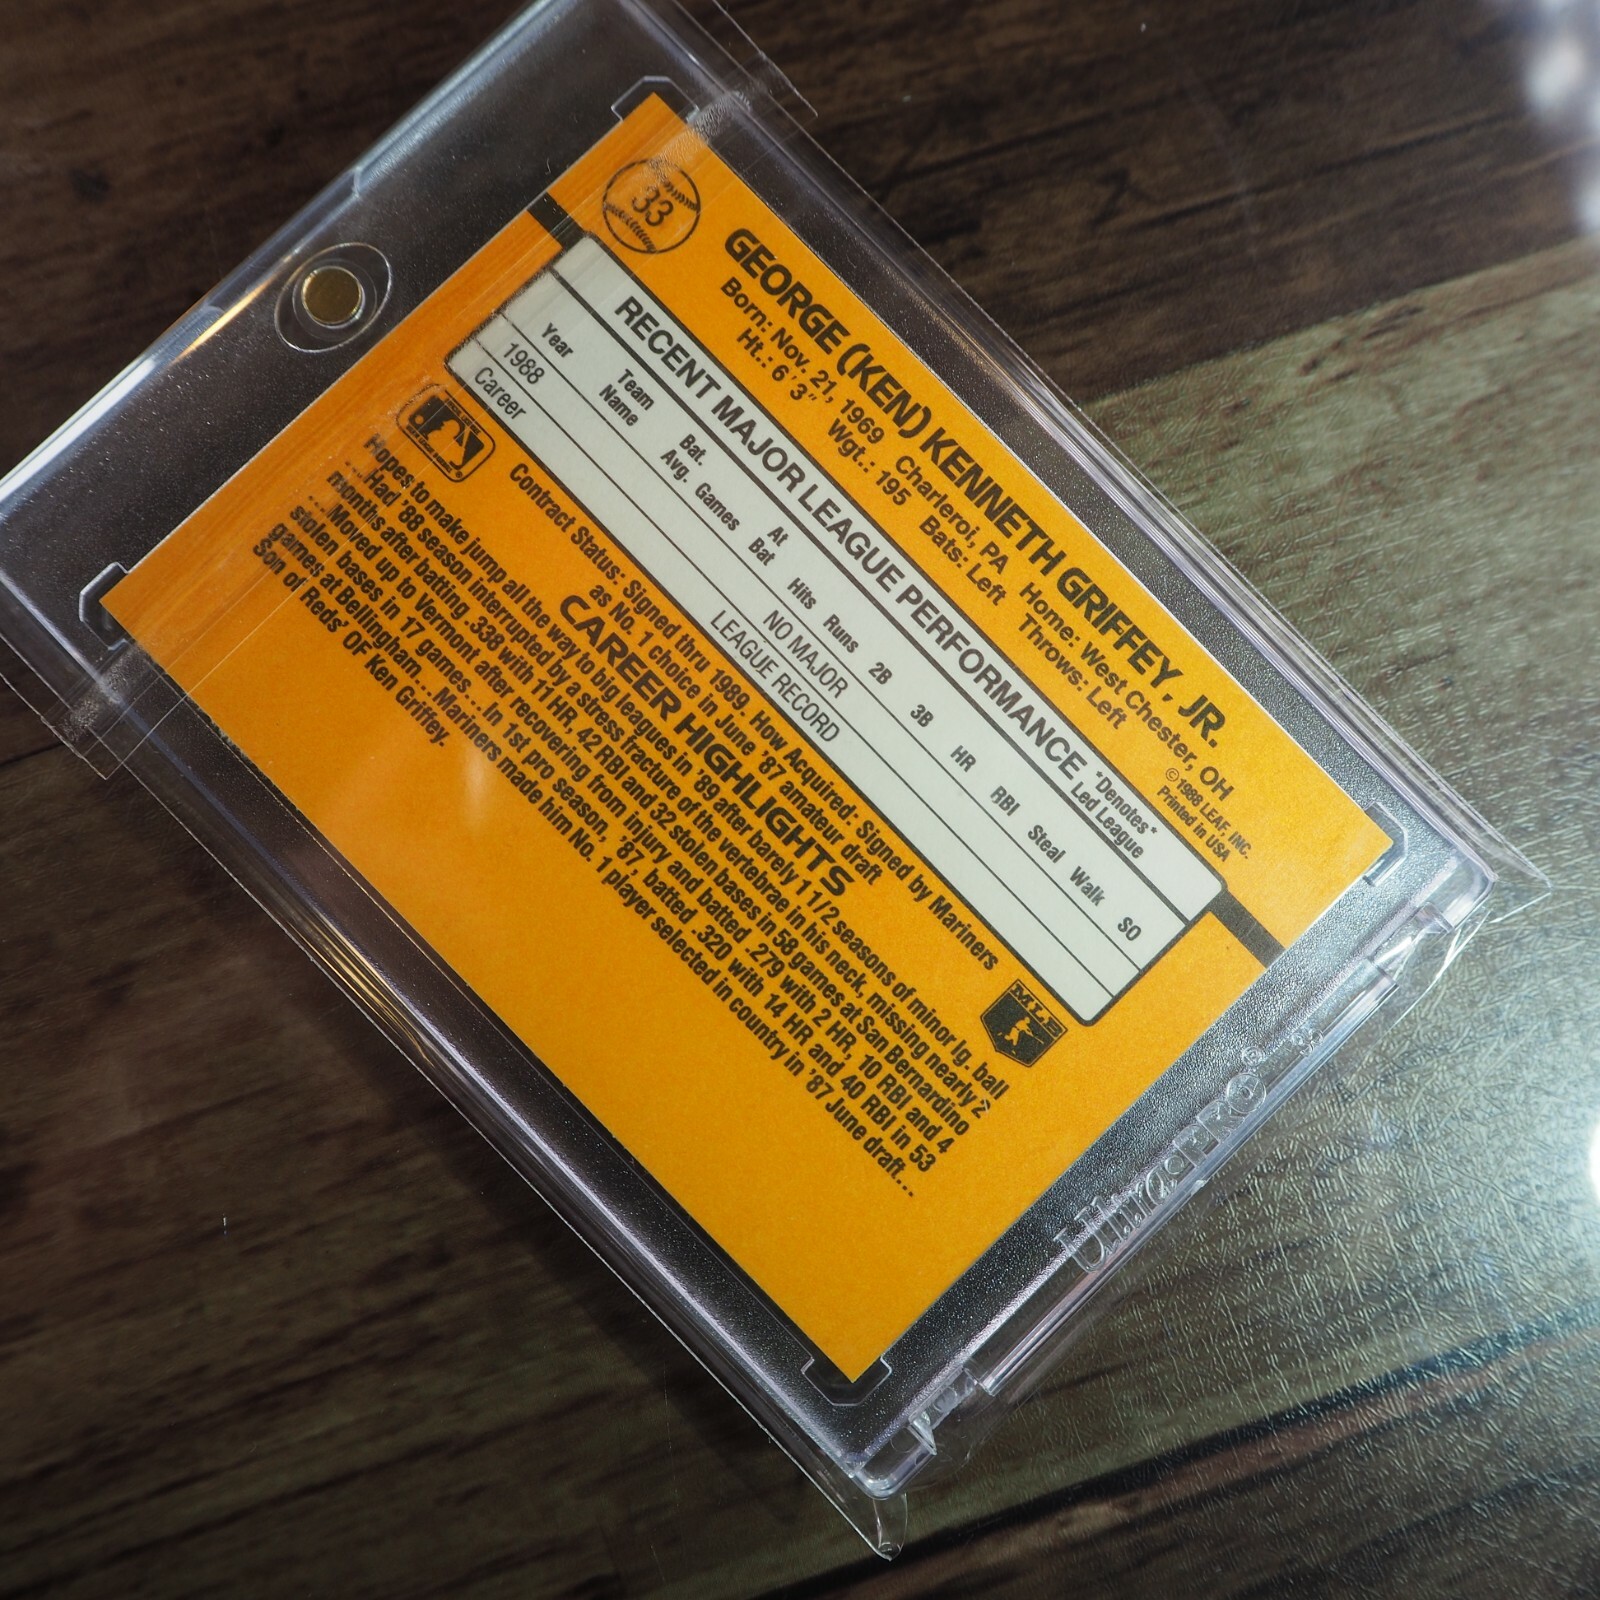 33
GEORGE (KEN) KENNETH GRIFFEY, JR.
Born: Nov. 21, 1969 Charleroi, PA Home: West Chester, OH
Ht.: 6'3" Wgt.: 195 Bats: Left Throws: Left
©1988 LEAF, INC.
Printed in USA
RECENT MAJOR LEAGUE PERFORMANCE *Denotes*
Led League
Year Team Name Bat. Avg. Games At Bat Hits Runs 2B 3B HR RBI Steal Walk SO
1988 NO MAJOR
Career LEAGUE RECORD
Contract Status: Signed thru 1989. How Acquired: Signed by Mariners
as No. 1 choice in June '87 amateur draft
CAREER HIGHLIGHTS
Hopes to make jump all the way to big leagues in '89 after barely 1 1/2 seasons of minor lg. ball
...Had '88 season interrupted by a stress fracture of the vertebrae in his neck, missing nearly 2
months after batting .338 with 11 HR, 42 RBI and 32 stolen bases in 58 games at San Bernardino
...Moved up to Vermont after recovering from injury and batted .279 with 2 HR, 10 RBI and 4
stolen bases in 17 games...In 1st pro season, '87, batted .320 with 14 HR and 40 RBI in 53
games at Bellingham...Mariners made him No. 1 player selected in country in '87 June draft...
Son of Reds' OF Ken Griffey.
Ultra·PRO®